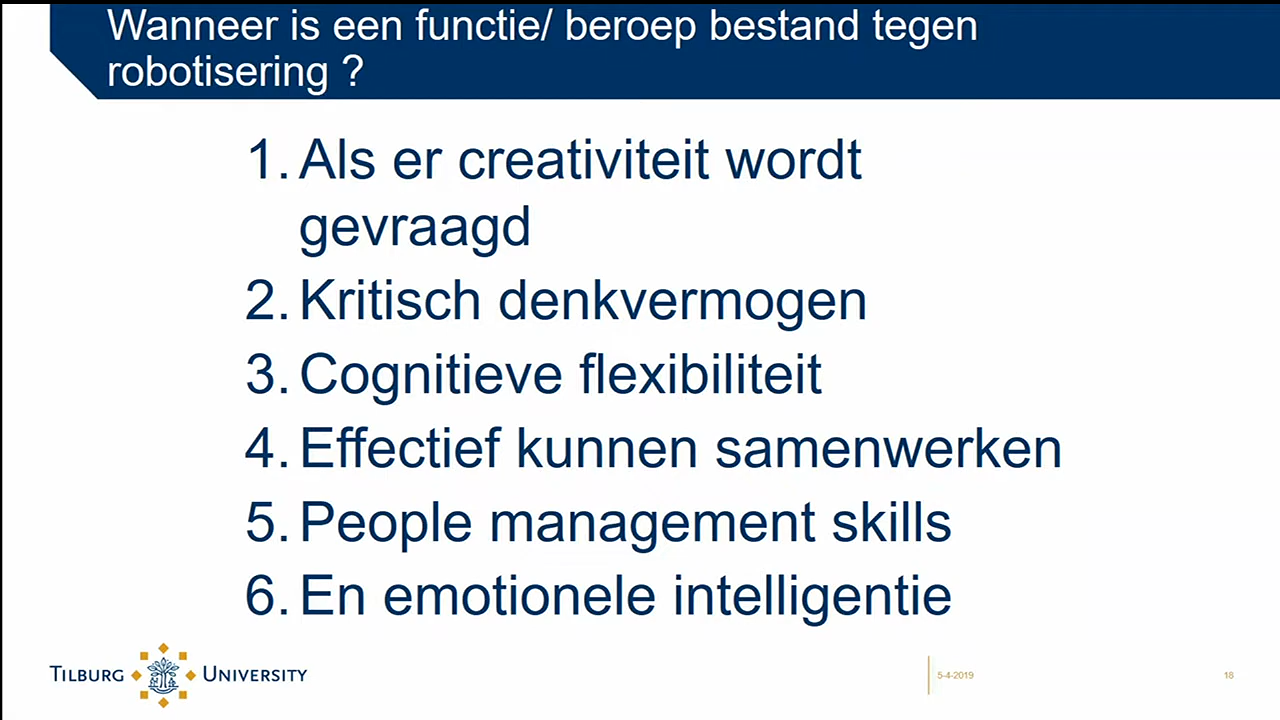 Wanneer is een functie/ beroep bestand tegen
robotisering ?
1. Als er creativiteit wordt
gevraagd
2. Kritisch denkvermogen
3. Cognitieve flexibiliteit
4. Effectief kunnen samenwerken
5. People management skills
6. En emotionele intelligentie
TILBURG UNIVERSITY
5-4-2019
18